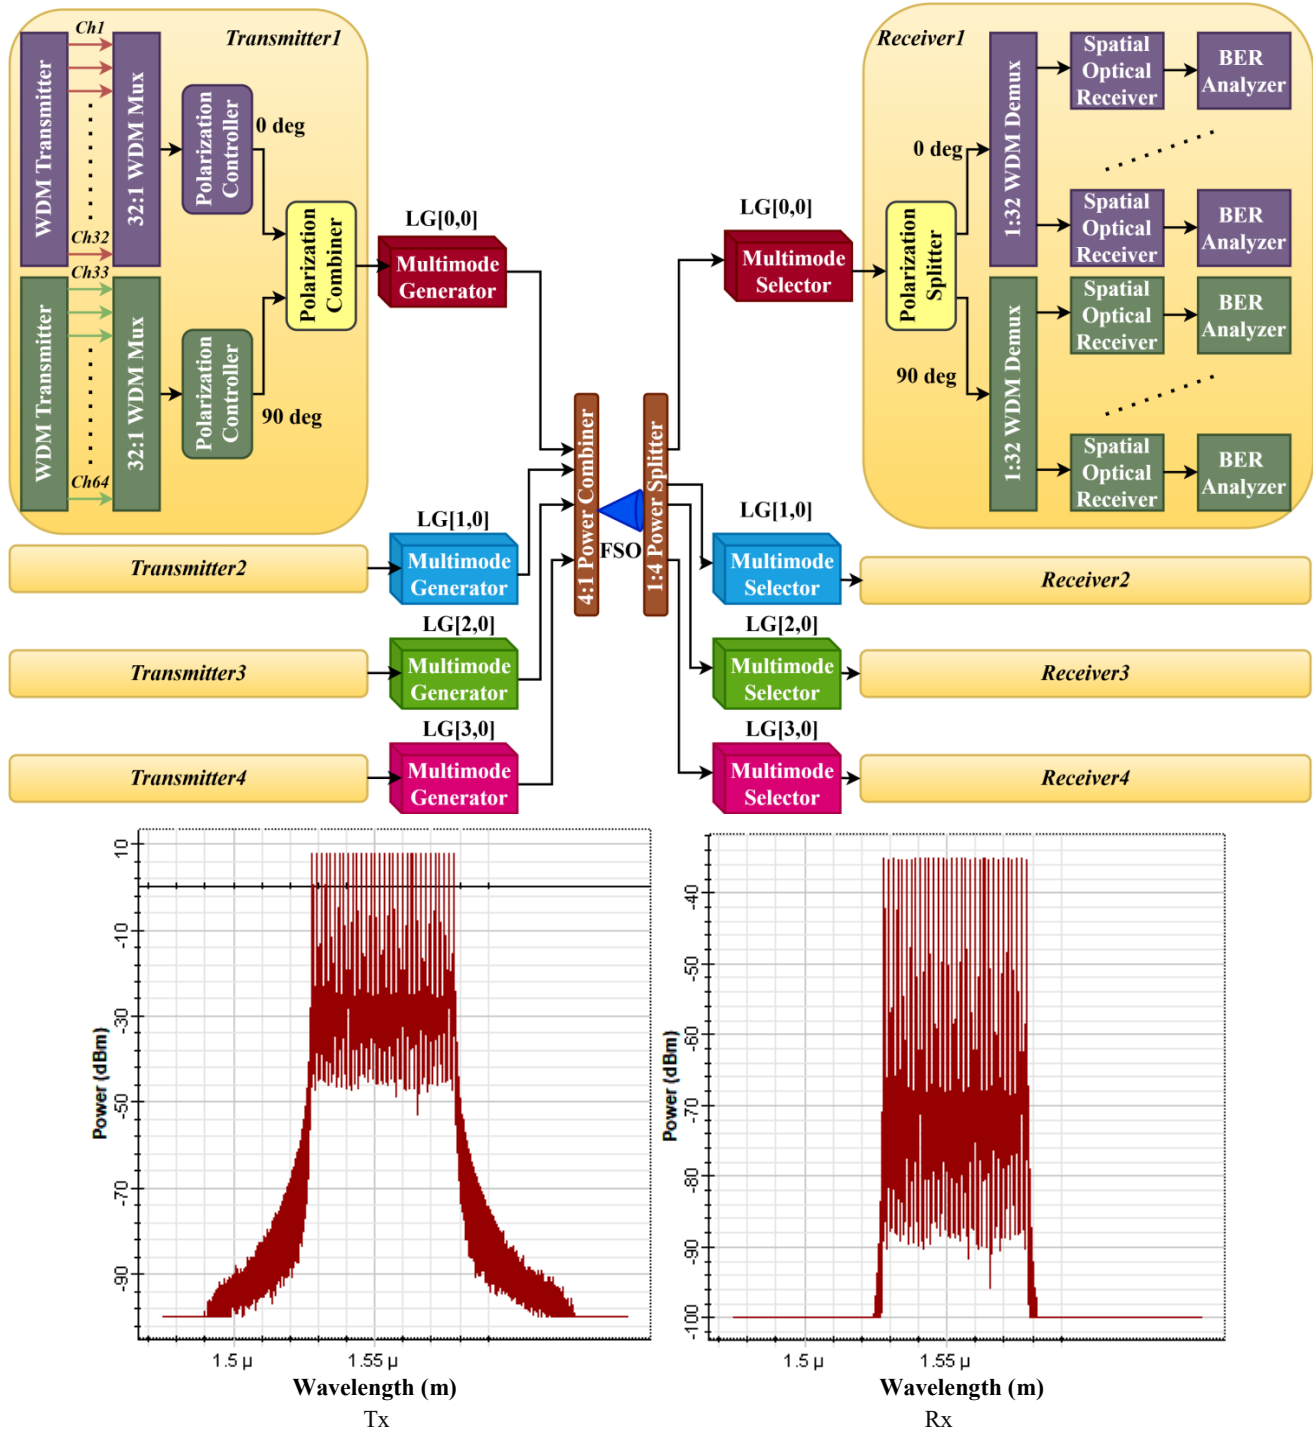 Transmitter1
Ch1
WDM Transmitter
32:1 WDM Mux
Polarization
Controller
0 deg
Ch32
Ch33
WDM Transmitter
32:1 WDM Mux
Polarization
Controller
90 deg
Ch64
Polarization
Combiner
LG[0,0]
Multimode
Generator
Transmitter2
LG[1,0]
Multimode
Generator
Transmitter3
LG[2,0]
Multimode
Generator
Transmitter4
LG[3,0]
Multimode
Generator
4:1 Power Combiner
FSO
1:4 Power Splitter
LG[0,0]
Multimode
Selector
LG[1,0]
Multimode
Selector
LG[2,0]
Multimode
Selector
LG[3,0]
Multimode
Selector
Receiver1
Polarization
Splitter
0 deg
90 deg
1:32 WDM Demux
Spatial
Optical
Receiver
BER
Analyzer
Spatial
Optical
Receiver
BER
Analyzer
1:32 WDM Demux
Spatial
Optical
Receiver
BER
Analyzer
Spatial
Optical
Receiver
BER
Analyzer
Receiver2
Receiver3
Receiver4
Power (dBm)
10
-10
-30
-50
-70
-90
1.5 µ
1.55 µ
Wavelength (m)
Tx
Power (dBm)
-40
-50
-60
-70
-80
-90
-100
1.5 µ
1.55 µ
Wavelength (m)
Rx